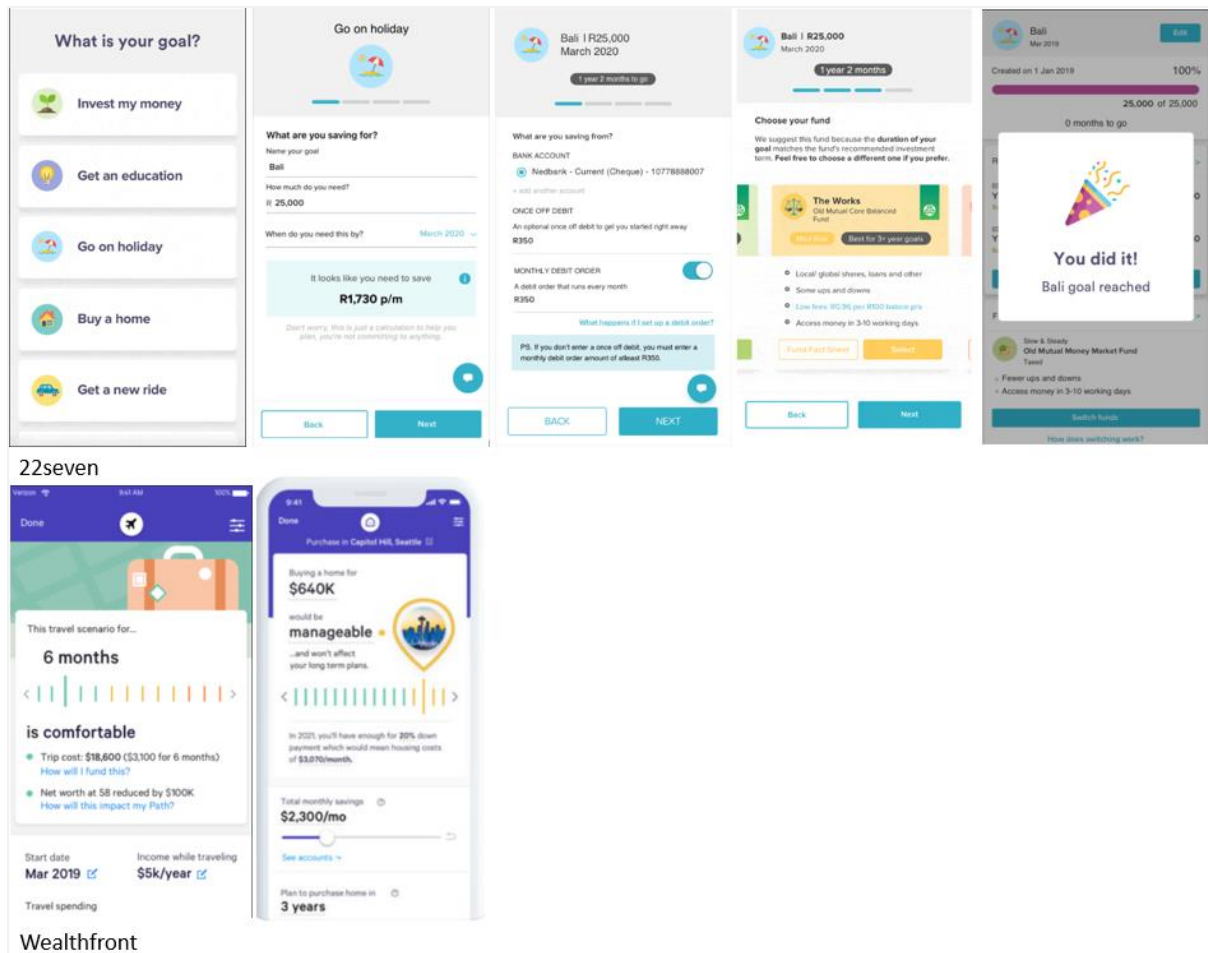 What is your goal?
Invest my money
Get an education
Go on holiday
Buy a home
Get a new ride
Go on holiday
What are you saving for?
Name your goal
Bali
How much do you need?
R 25,000
When do you need this by? March 2020
It looks like you need to save
R1,730 p/m
Don't worry, this is just a calculation to help you
plan, you're not committing to anything.
Back Next
Bali | R25,000
March 2020
1 year 2 months to go
What are you saving from?
BANK ACCOUNT
Nedbank - Current (Cheque) - 10778888007
+ add another account
ONCE OFF DEBIT
An optional once off debit to get you started right away
R350
MONTHLY DEBIT ORDER
A debit order that runs every month
R350
What happens if I set up a debit order?
PS. If you don't enter a once off debit, you must enter a
monthly debit order amount of atleast R350.
BACK NEXT
Bali | R25,000
March 2020
1 year 2 months
Choose your fund
We suggest this fund because the duration of your
goal matches the fund's recommended investment
term. Feel free to choose a different one if you prefer.
The Works
Old Mutual Core Balanced
Fund
Best for 3+ year goals
Local/ global shares, loans and other
Some ups and downs
Low fees: R0.96 per R100 balance p/a
Access money in 3-10 working days
Fund Fact Sheet Select
Back Next
Bali
Mar 2019
Edit
Created on 1 Jan 2019 100%
25,000 of 25,000
0 months to go
You did it!
Bali goal reached
Slow & Steady
Old Mutual Money Market Fund
Taxed
Fewer ups and downs
Access money in 3-10 working days
Switch funds
How does switching work?
22seven
Verizon 9:41 AM 100%
Done
This travel scenario for...
6 months
is comfortable
Trip cost: $18,600 ($3,100 for 6 months)
How will I fund this?
Net worth at 58 reduced by $100K
How will this impact my Path?
Start date Income while traveling
Mar 2019 $5k/year
Travel spending
9:41
Done
Purchase in Capitol Hill, Seattle
Buying a home for
$640K
would be
manageable
...and won't affect
your long term plans.
In 2021, you'll have enough for 20% down
payment which would mean housing costs
of $3,070/month.
Total monthly savings
$2,300/mo
See accounts
Plan to purchase home in
3 years
Wealthfront